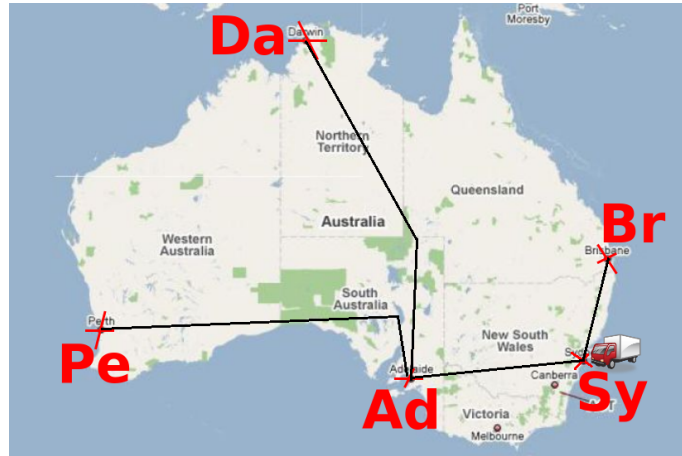 Port
Moresby
Da
Darwin
Northern
Territory
Queensland
Br
Brisbane
Australia
Western
Australia
South
Australia
Perth
Pe
New South
Wales
Adelaide
Ad
Canberra
Sy
Victoria
Melbourne